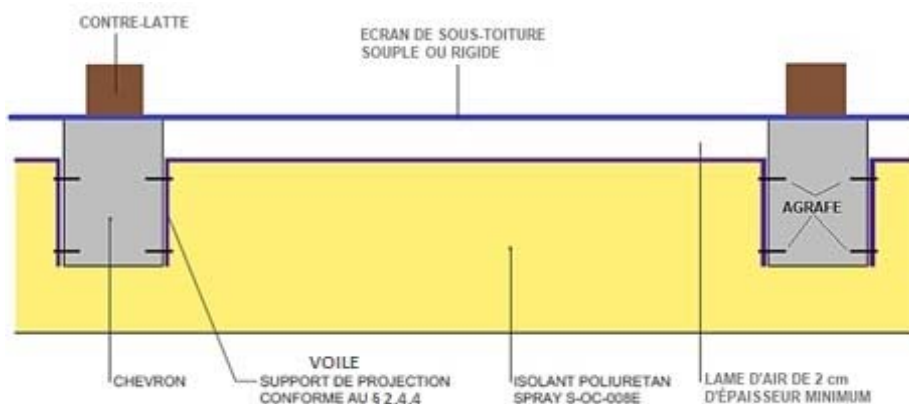 CONTRE-LATTE
ECRAN DE SOUS-TOITURE
SOUPLE OU RIGIDE
AGRAFE
CHEVRON
VOILE
SUPPORT DE PROJECTION
CONFORME AU § 2.4.4
ISOLANT POLIURETAN
SPRAY S-OC-008E
LAME D'AIR DE 2 cm
D'ÉPAISSEUR MINIMUM